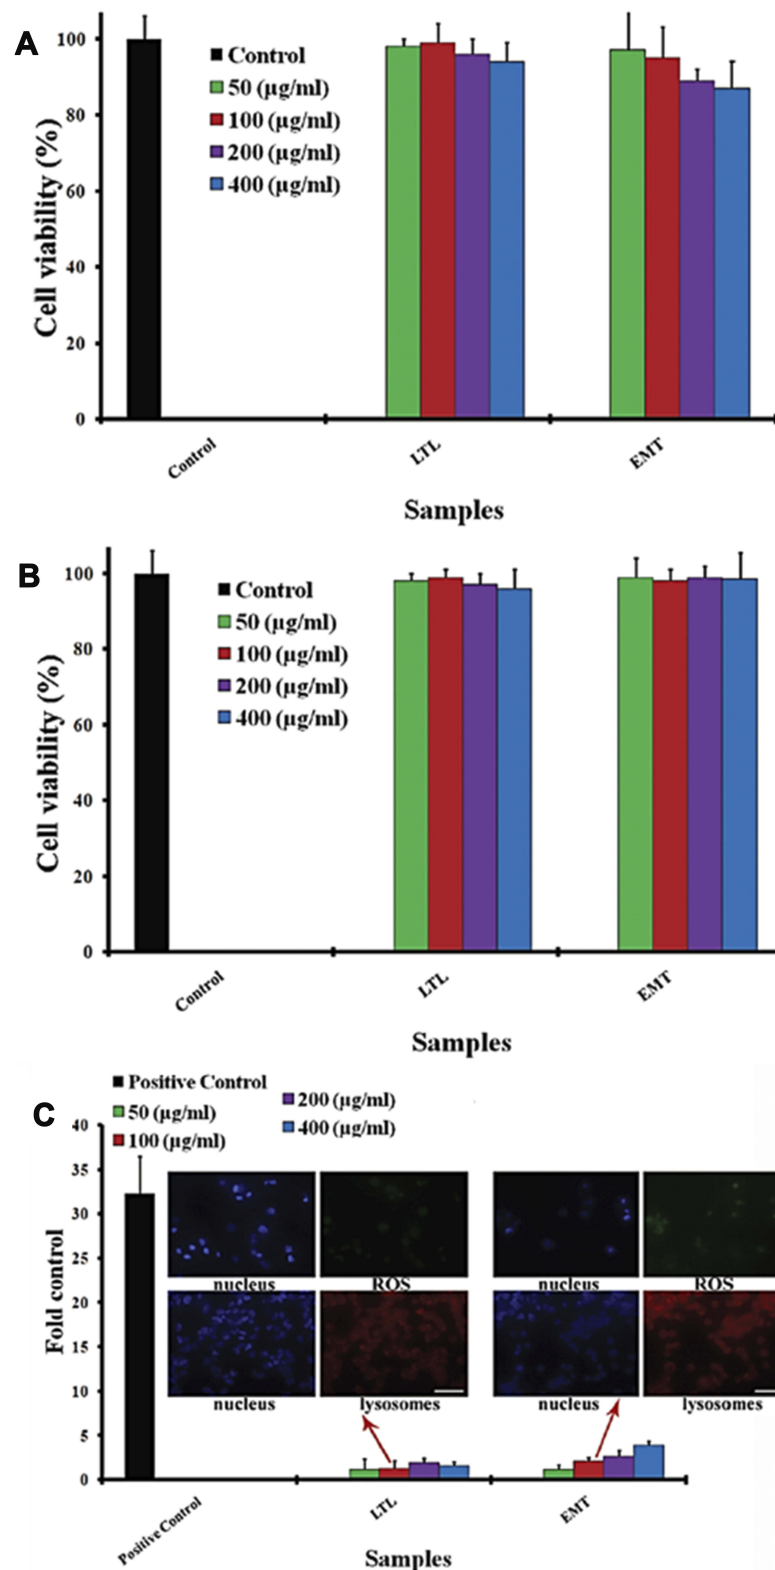 A
100
80
60
40
20
0
Cell viability (%)
Control
50 (µg/ml)
100 (µg/ml)
200 (µg/ml)
400 (µg/ml)
Control
LTL
EMT
Samples
B
100
80
60
40
20
0
Cell viability (%)
Control
50 (µg/ml)
100 (µg/ml)
200 (µg/ml)
400 (µg/ml)
Control
LTL
EMT
Samples
C
Positive Control
50 (µg/ml)
100 (µg/ml)
200 (µg/ml)
400 (µg/ml)
40
35
30
25
20
15
10
5
0
Fold control
nucleus
ROS
nucleus
ROS
nucleus
lysosomes
nucleus
lysosomes
Positive Control
LTL
EMT
Samples